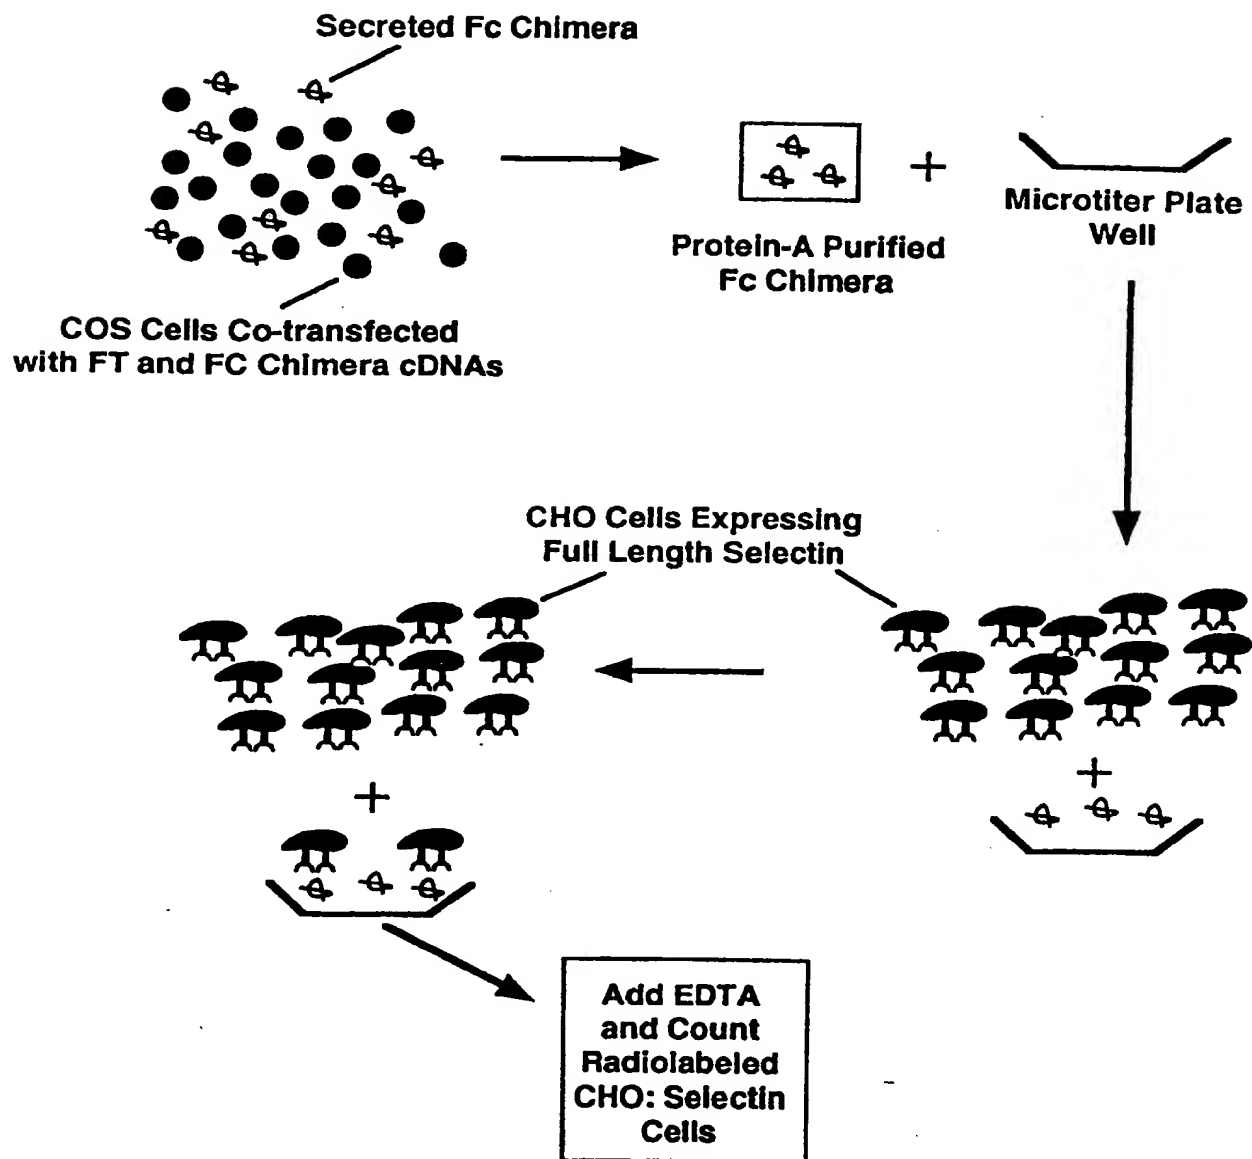 Secreted Fc Chimera
COS Cells Co-transfected
with FT and FC Chimera cDNAs
+
Protein-A Purified
Fc Chimera
Microtiter Plate
Well
CHO Cells Expressing
Full Length Selectin
+
+
Add EDTA
and Count
Radiolabeled
CHO: Selectin
Cells